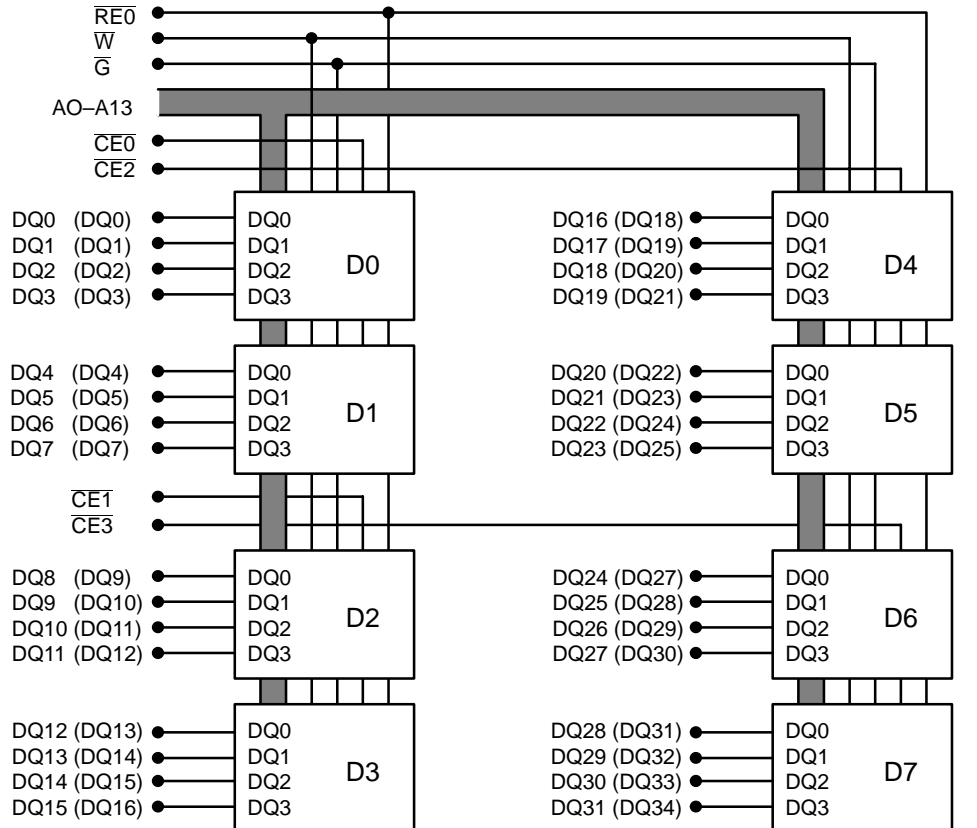 R̅E̅0̅
W̅
G̅
AO–A13
C̅E̅0̅
C̅E̅2̅
DQ0 (DQ0)
DQ1 (DQ1)
DQ2 (DQ2)
DQ3 (DQ3)
DQ0
DQ1
DQ2
DQ3
D0
DQ16 (DQ18)
DQ17 (DQ19)
DQ18 (DQ20)
DQ19 (DQ21)
DQ0
DQ1
DQ2
DQ3
D4
DQ4 (DQ4)
DQ5 (DQ5)
DQ6 (DQ6)
DQ7 (DQ7)
DQ0
DQ1
DQ2
DQ3
D1
DQ20 (DQ22)
DQ21 (DQ23)
DQ22 (DQ24)
DQ23 (DQ25)
DQ0
DQ1
DQ2
DQ3
D5
C̅E̅1̅
C̅E̅3̅
DQ8 (DQ9)
DQ9 (DQ10)
DQ10 (DQ11)
DQ11 (DQ12)
DQ0
DQ1
DQ2
DQ3
D2
DQ24 (DQ27)
DQ25 (DQ28)
DQ26 (DQ29)
DQ27 (DQ30)
DQ0
DQ1
DQ2
DQ3
D6
DQ12 (DQ13)
DQ13 (DQ14)
DQ14 (DQ15)
DQ15 (DQ16)
DQ0
DQ1
DQ2
DQ3
D3
DQ28 (DQ31)
DQ29 (DQ32)
DQ30 (DQ33)
DQ31 (DQ34)
DQ0
DQ1
DQ2
DQ3
D7